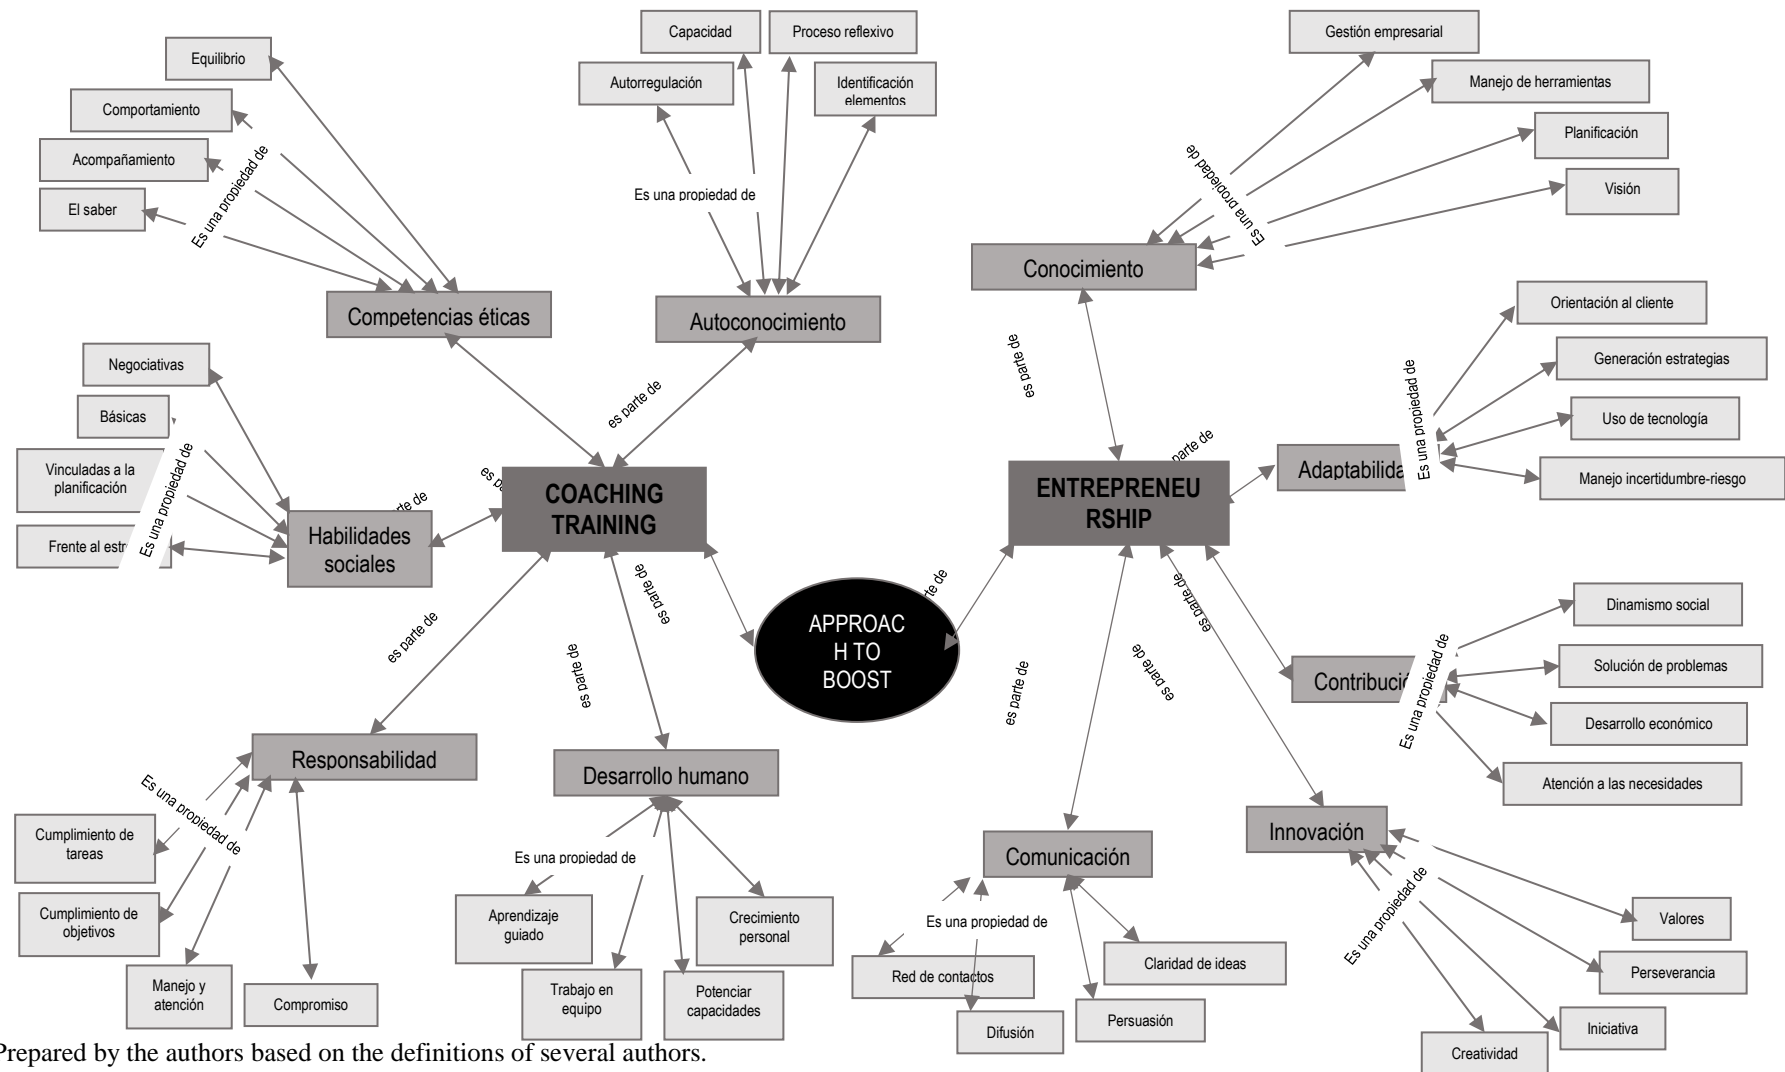 Equilibrio
Comportamiento
Acompañamiento
El saber
Es una propiedad de
Competencias éticas
Capacidad
Proceso reflexivo
Autorregulación
Identificación
elementos
Es una propiedad de
Autoconocimiento
Gestión empresarial
Manejo de herramientas
Planificación
Visión
Es una propiedad de
Conocimiento
es parte de
es parte de
Negociativas
Básicas
Vinculadas a la
planificación
Frente al estr
Es una propiedad de
Habilidades
sociales
rte de
es pa
COACHING
TRAINING
ENTREPRENEU
RSHIP
parte de
Adaptabilida
Es una propiedad de
Orientación al cliente
Generación estrategias
Uso de tecnología
Manejo incertidumbre-riesgo
es parte de
es parte de
es parte de
APPROAC
H TO
BOOST
rte de
es parte de
es parte de
es parte de
Contribució
Es una propiedad de
Dinamismo social
Solución de problemas
Desarrollo económico
Atención a las necesidades
Responsabilidad
Es una propiedad de
Cumplimiento de
tareas
Cumplimiento de
objetivos
Manejo y
atención
Compromiso
Desarrollo humano
Es una propiedad de
Aprendizaje
guiado
Trabajo en
equipo
Potenciar
capacidades
Crecimiento
personal
Comunicación
Es una propiedad de
Red de contactos
Difusión
Persuasión
Claridad de ideas
Innovación
Es una propiedad de
Valores
Perseverancia
Iniciativa
Creatividad
Prepared by the authors based on the definitions of several authors.